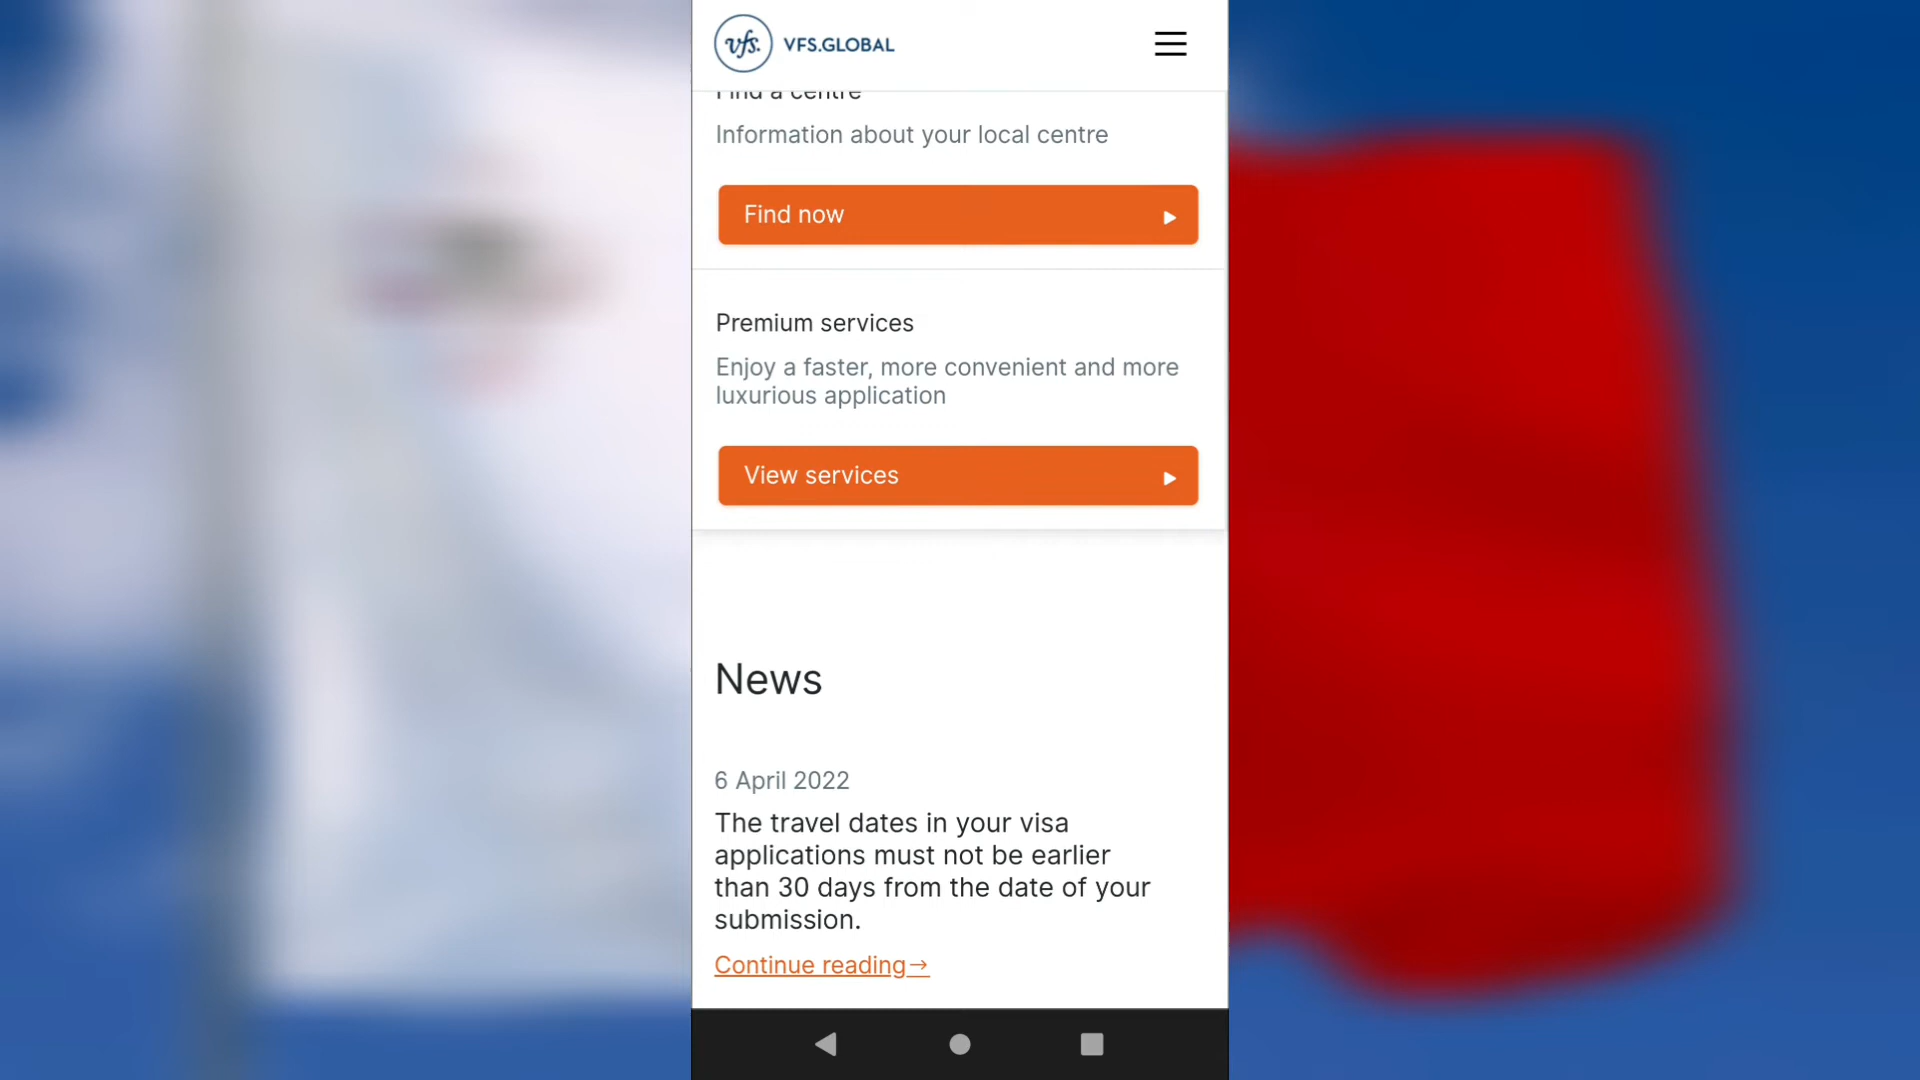 vfs. VFS.GLOBAL
Find a centre
Information about your local centre
Find now
Premium services
Enjoy a faster, more convenient and more
luxurious application
View services
News
6 April 2022
The travel dates in your visa
applications must not be earlier
than 30 days from the date of your
submission.
Continue reading→